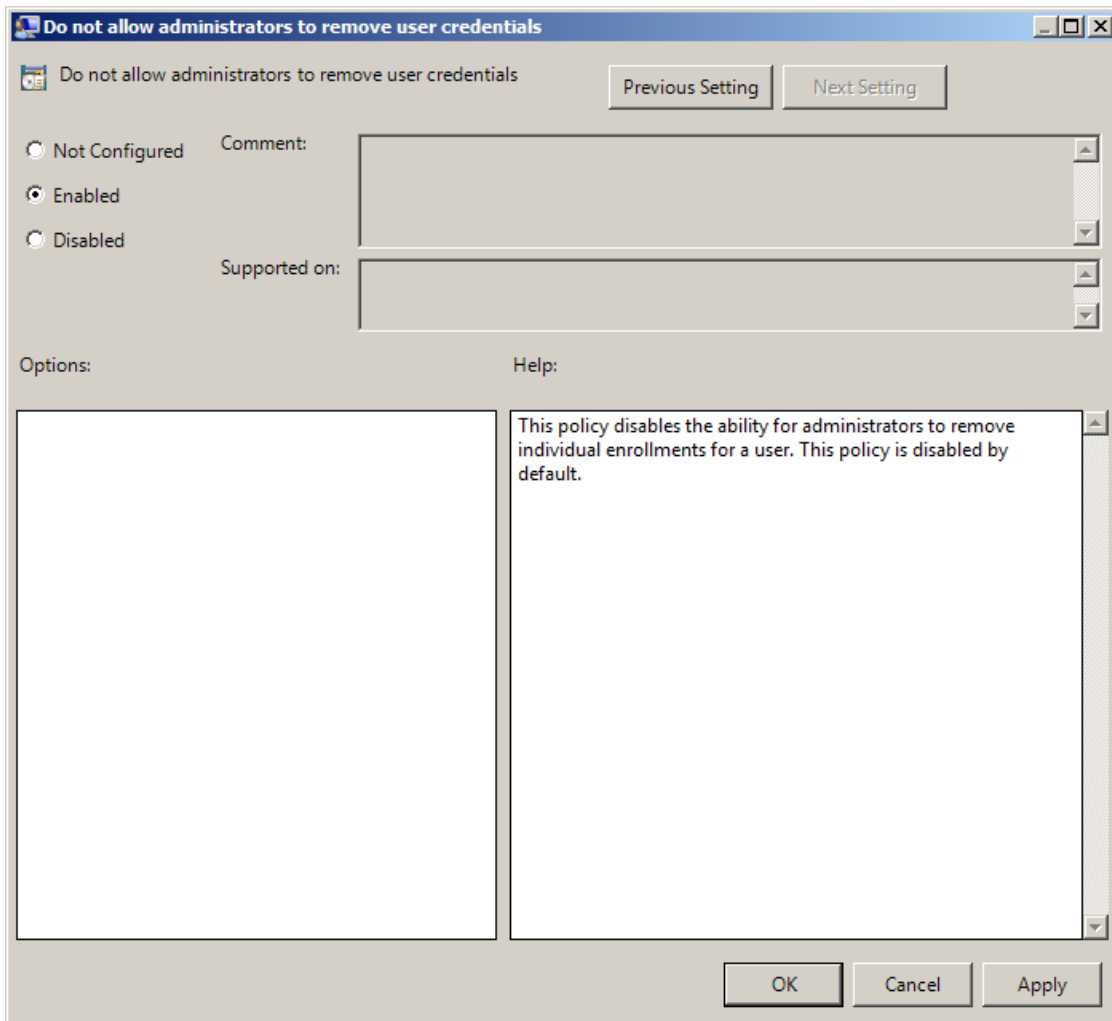 Do not allow administrators to remove user credentials
Do not allow administrators to remove user credentials
Previous Setting
Next Setting
Not Configured
Comment:
Enabled
Disabled
Supported on:
Options:
Help:
This policy disables the ability for administrators to remove
individual enrollments for a user. This policy is disabled by
default.
OK
Cancel
Apply